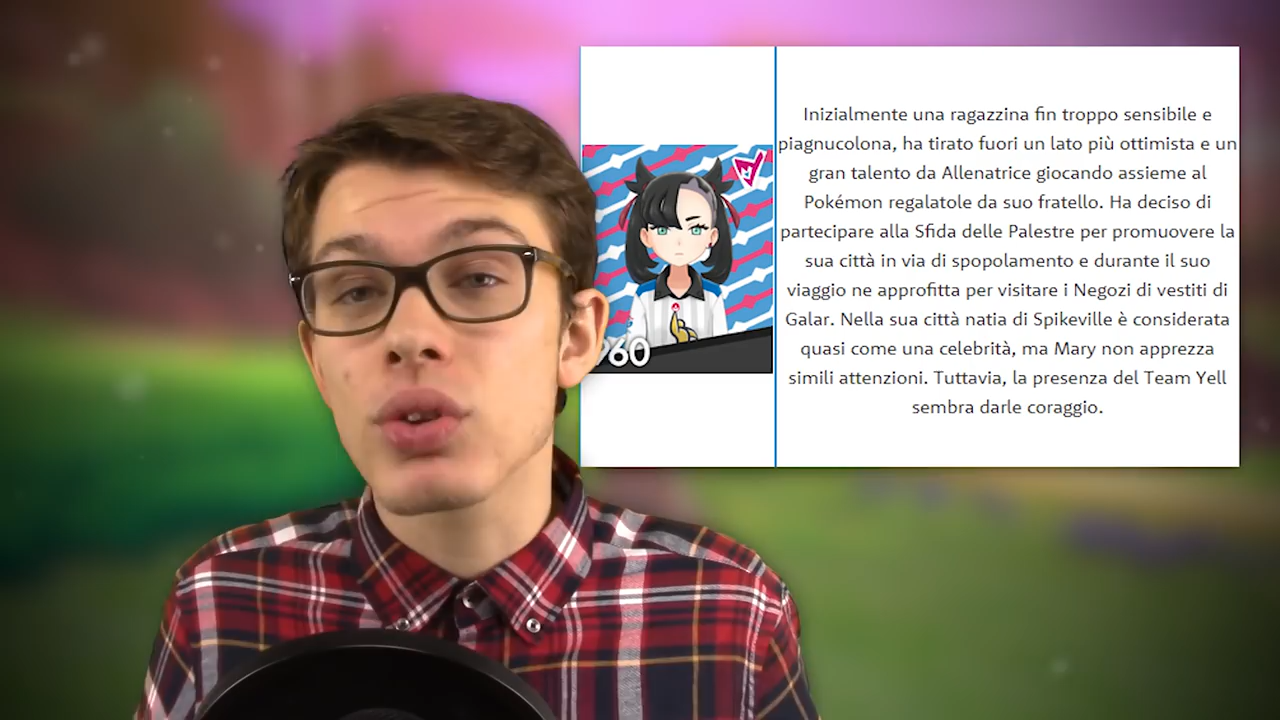 Inizialmente una ragazzina fin troppo sensibile e
piagnucolona, ha tirato fuori un lato più ottimista e un
gran talento da Allenatrice giocando assieme al
Pokémon regalatole da suo fratello. Ha deciso di
partecipare alla Sfida delle Palestre per promuovere la
sua città in via di spopolamento e durante il suo
viaggio ne approfitta per visitare i Negozi di vestiti di
Galar. Nella sua città natia di Spikeville è considerata
quasi come una celebrità, ma Mary non apprezza
simili attenzioni. Tuttavia, la presenza del Team Yell
sembra darle coraggio.
960